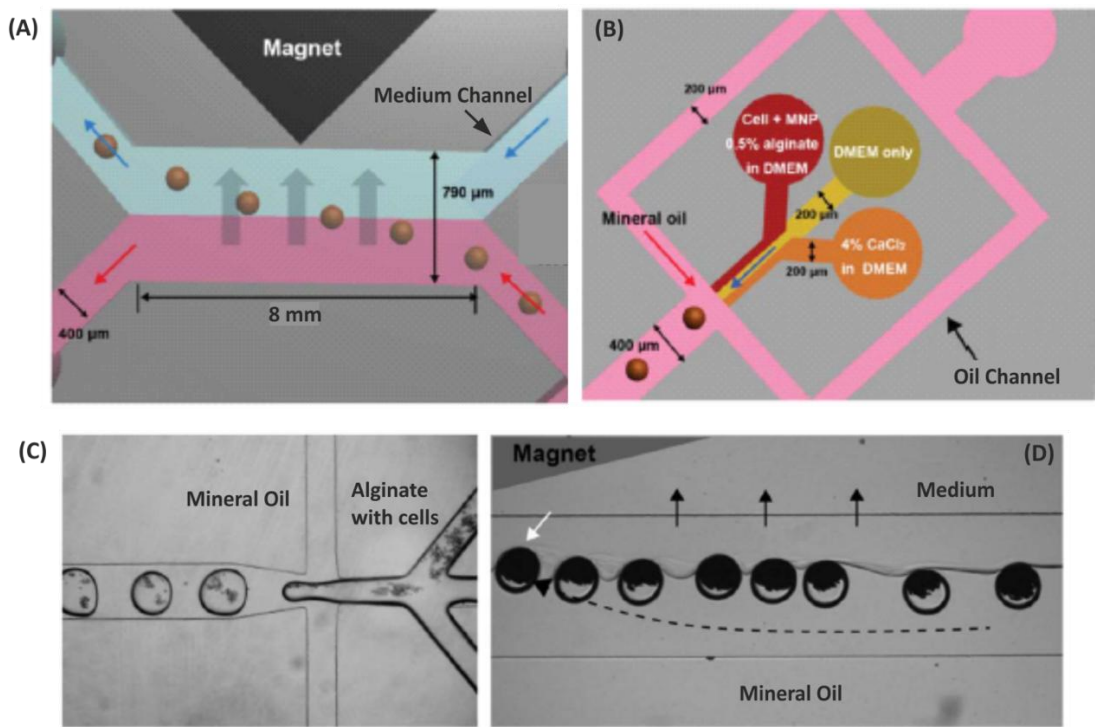 (A)
Magnet
Medium Channel
790 µm
8 mm
400 µm
(B)
200 µm
Cell + MNP
0.5% alginate
in DMEM
DMEM only
Mineral oil
200 µm
4% CaCl₂
in DMEM
200 µm
400 µm
Oil Channel
(C)
Mineral Oil
Alginate
with cells
Magnet
(D)
Medium
Mineral Oil